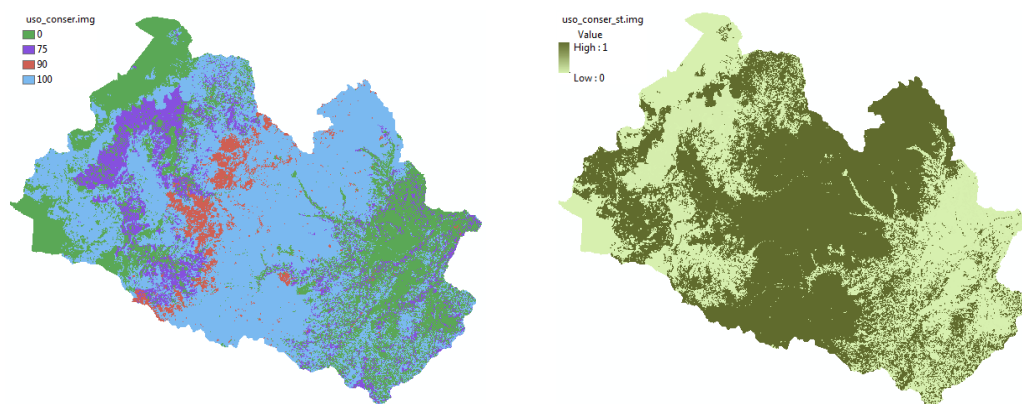 uso_conser.img
0
75
90
100
uso_conser_st.img
Value
High : 1
Low : 0